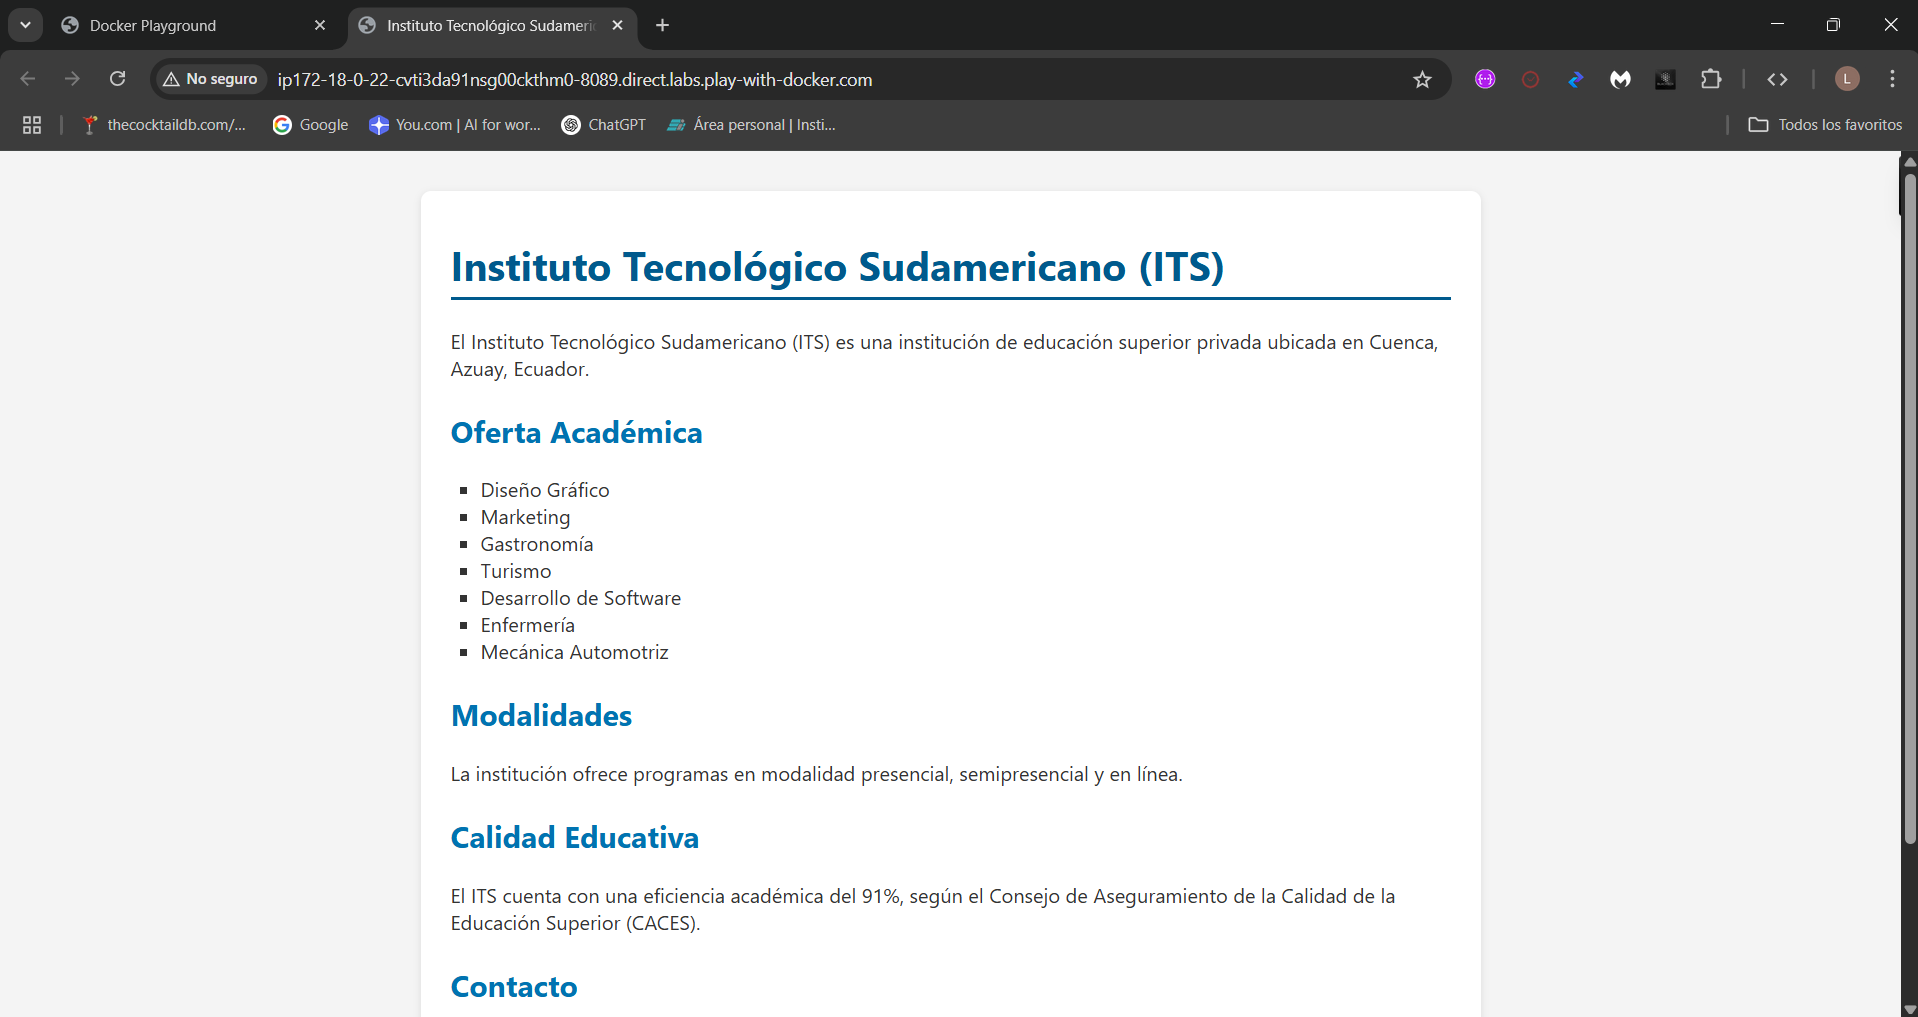 Docker Playground
Instituto Tecnológico Sudameric
No seguro
ip172-18-0-22-cvti3da91nsg00ckthm0-8089.direct.labs.play-with-docker.com
L
thecocktaildb.com/...
Google
You.com | AI for wor...
ChatGPT
Área personal | Insti...
Todos los favoritos
Instituto Tecnológico Sudamericano (ITS)
El Instituto Tecnológico Sudamericano (ITS) es una institución de educación superior privada ubicada en Cuenca,
Azuay, Ecuador.
Oferta Académica
Diseño Gráfico
Marketing
Gastronomía
Turismo
Desarrollo de Software
Enfermería
Mecánica Automotriz
Modalidades
La institución ofrece programas en modalidad presencial, semipresencial y en línea.
Calidad Educativa
El ITS cuenta con una eficiencia académica del 91%, según el Consejo de Aseguramiento de la Calidad de la
Educación Superior (CACES).
Contacto